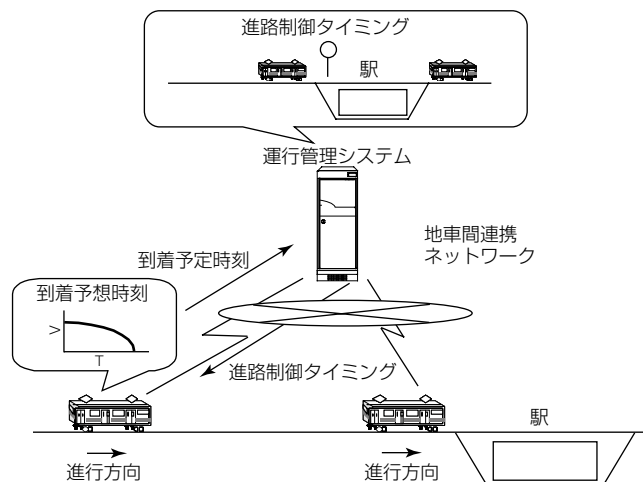 進路制御タイミング
駅
運行管理システム
地車間連携
ネットワーク
到着予定時刻
到着予想時刻
V
T
進路制御タイミング
駅
進行方向
進行方向